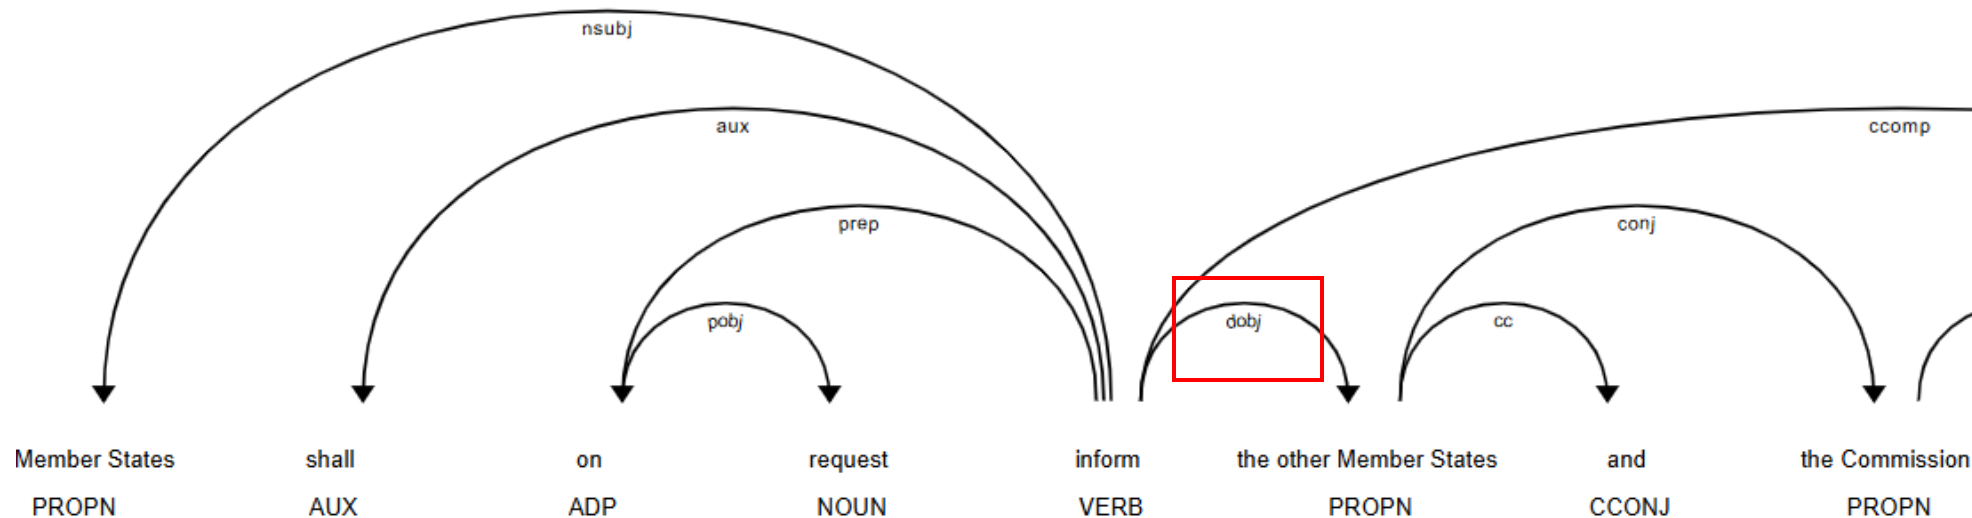 nsubj
aux
ccomp
prep
conj
pobj
dobj
cc
Member States shall on request inform the other Member States and the Commission
PROPN AUX ADP NOUN VERB PROPN CCONJ PROPN